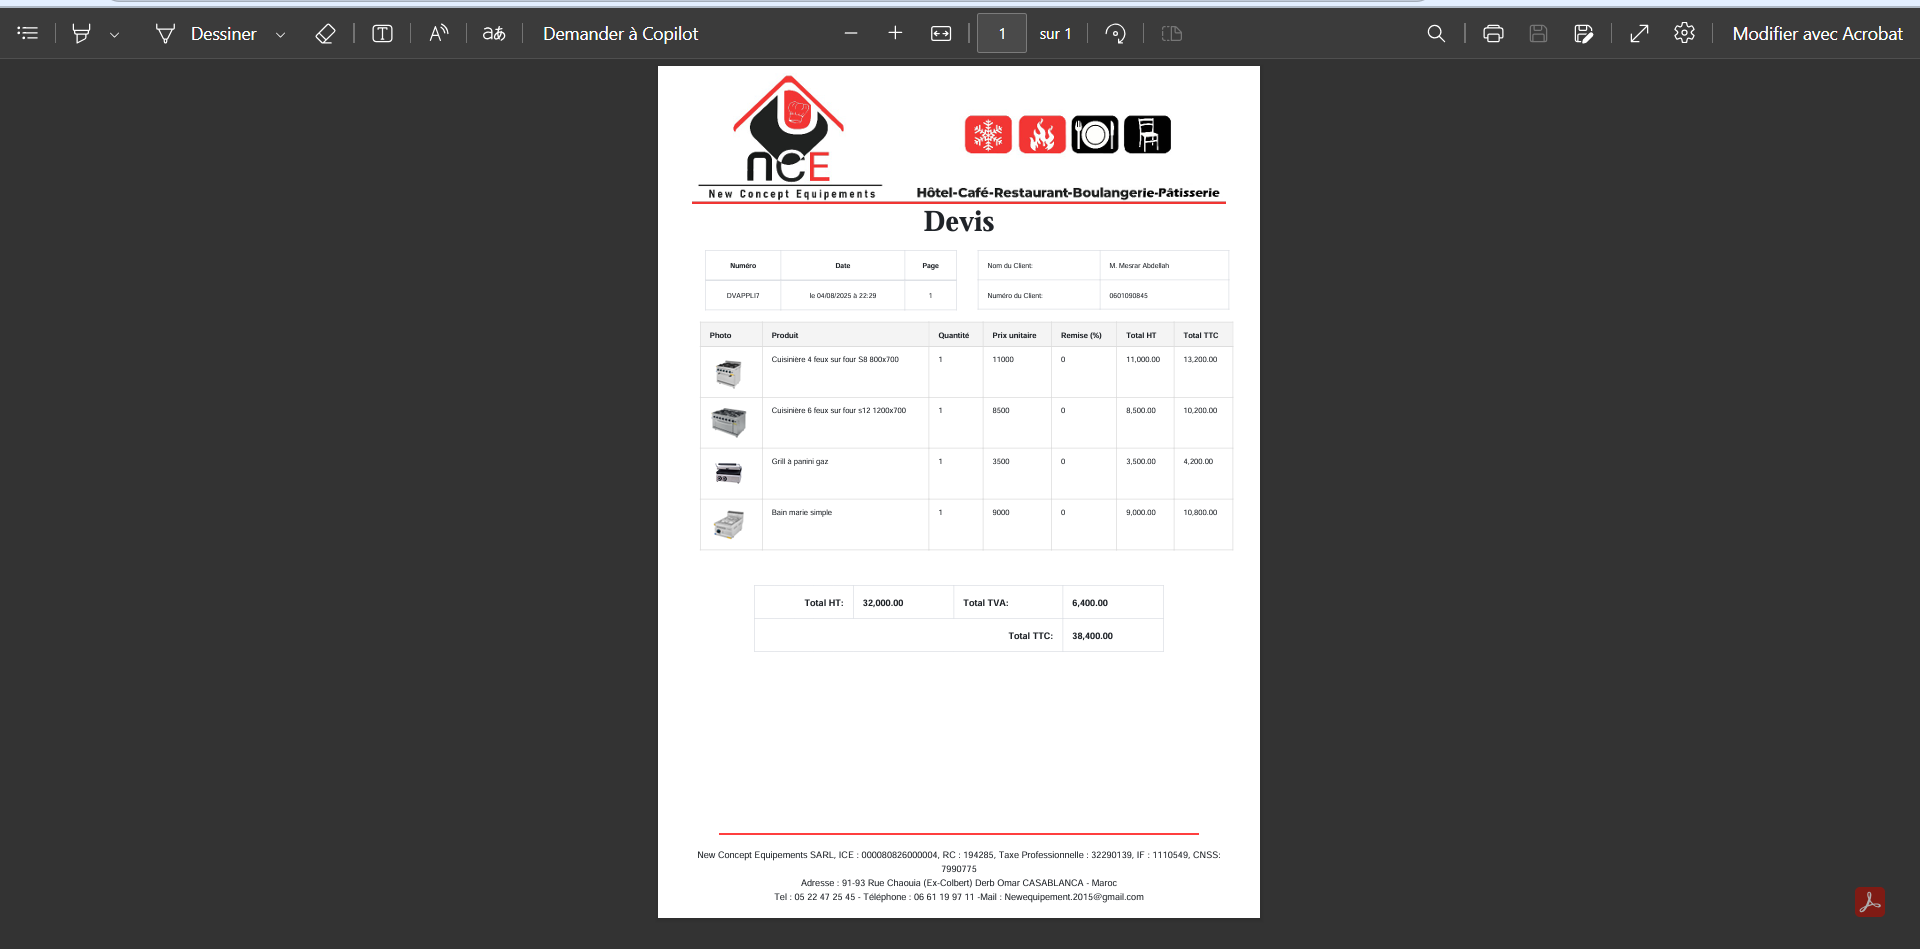 Dessiner
Demander à Copilot
1
sur 1
Modifier avec Acrobat
nCE
New Concept Equipements
Hôtel-Café-Restaurant-Boulangerie-Pâtisserie
Devis
Numéro Date Page
DVAPPLI7 le 04/08/2025 à 22:29 1
Nom du Client: M. Mesrar Abdellah
Numéro du Client: 0601090845
Photo Produit Quantité Prix unitaire Remise (%) Total HT Total TTC
Cuisinière 4 feux sur four S8 800x700 1 11000 0 11,000.00 13,200.00
Cuisinière 6 feux sur four s12 1200x700 1 8500 0 8,500.00 10,200.00
Grill à panini gaz 1 3500 0 3,500.00 4,200.00
Bain marie simple 1 9000 0 9,000.00 10,800.00
Total HT: 32,000.00 Total TVA: 6,400.00
Total TTC: 38,400.00
New Concept Equipements SARL, ICE : 000080826000004, RC : 194285, Taxe Professionnelle : 32290139, IF : 1110549, CNSS:
7990775
Adresse : 91-93 Rue Chaouia (Ex-Colbert) Derb Omar CASABLANCA - Maroc
Tel : 05 22 47 25 45 - Téléphone : 06 61 19 97 11 -Mail : Newequipement.2015@gmail.com